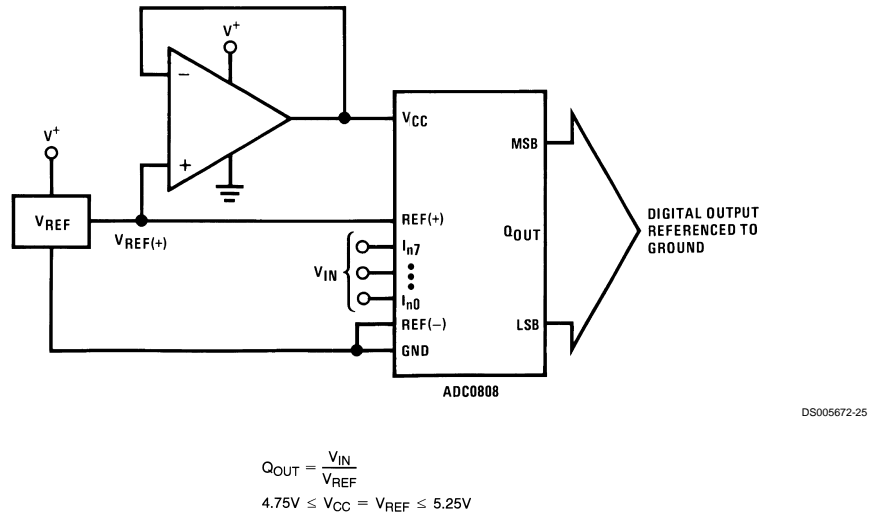 V+
−
V+
+
VREF
VREF(+)
VCC
REF(+)
In7
VIN
In0
REF(−)
GND
MSB
QOUT
LSB
ADC0808
DIGITAL OUTPUT
REFERENCED TO
GROUND
DS005672-25
QOUT = VIN / VREF
4.75V ≤ VCC = VREF ≤ 5.25V